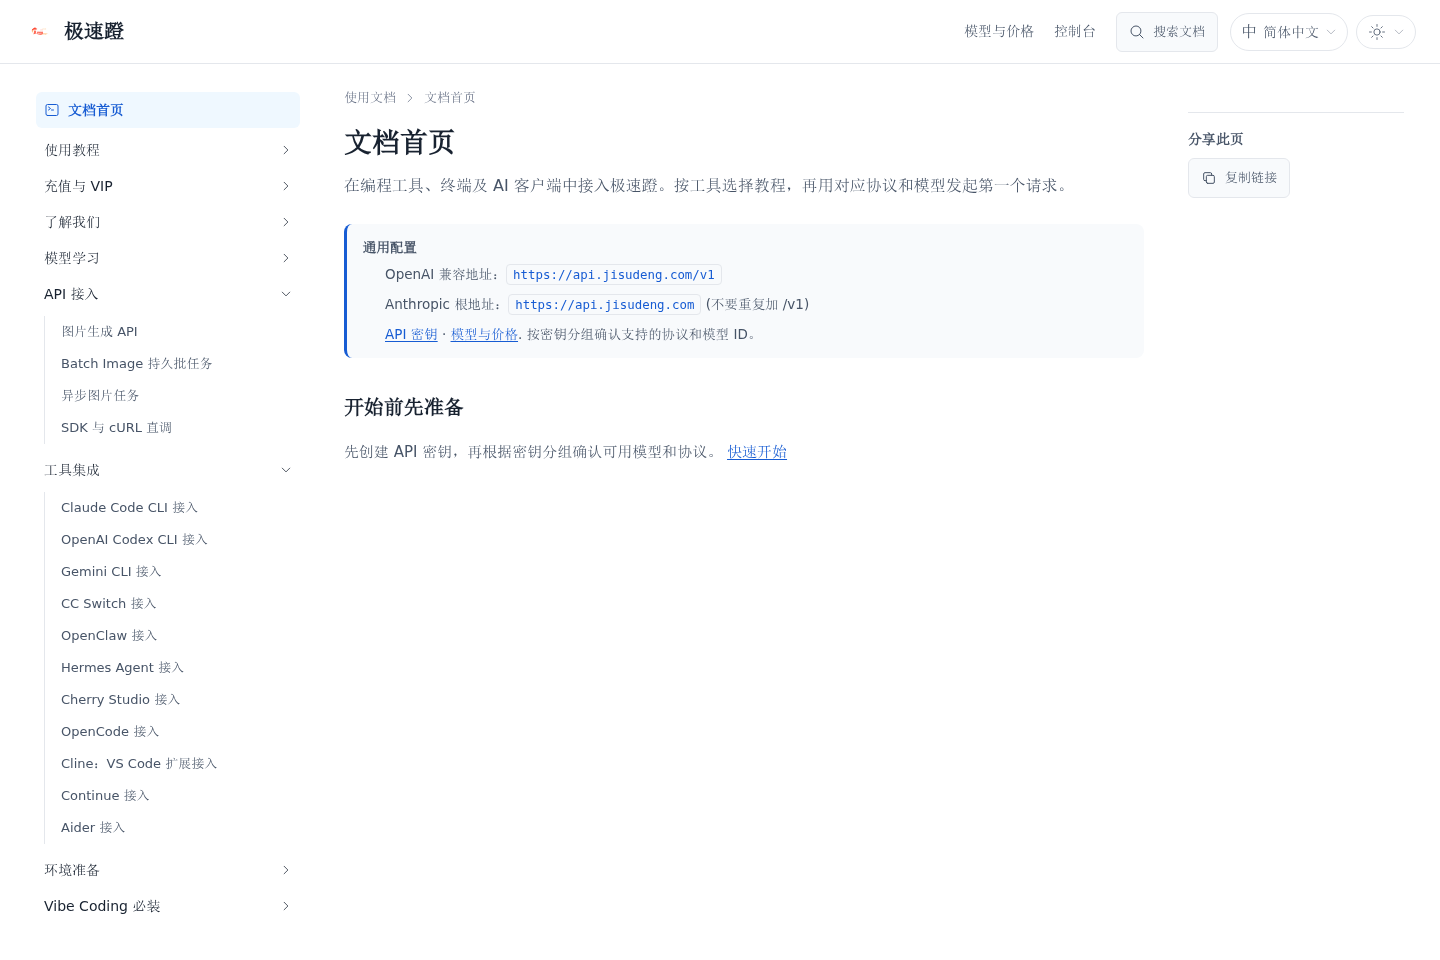 极速蹬
模型与价格
控制台
搜索文档
中 简体中文
文档首页
使用教程
充值与 VIP
了解我们
模型学习
API 接入
图片生成 API
Batch Image 持久批任务
异步图片任务
SDK 与 cURL 直调
工具集成
Claude Code CLI 接入
OpenAI Codex CLI 接入
Gemini CLI 接入
CC Switch 接入
OpenClaw 接入
Hermes Agent 接入
Cherry Studio 接入
OpenCode 接入
Cline：VS Code 扩展接入
Continue 接入
Aider 接入
环境准备
Vibe Coding 必装
使用文档
文档首页
文档首页
在编程工具、终端及 AI 客户端中接入极速蹬。按工具选择教程，再用对应协议和模型发起第一个请求。
通用配置
OpenAI 兼容地址：https://api.jisudeng.com/v1
Anthropic 根地址：https://api.jisudeng.com (不要重复加 /v1)
API 密钥 · 模型与价格. 按密钥分组确认支持的协议和模型 ID。
开始前先准备
先创建 API 密钥，再根据密钥分组确认可用模型和协议。 快速开始
分享此页
复制链接